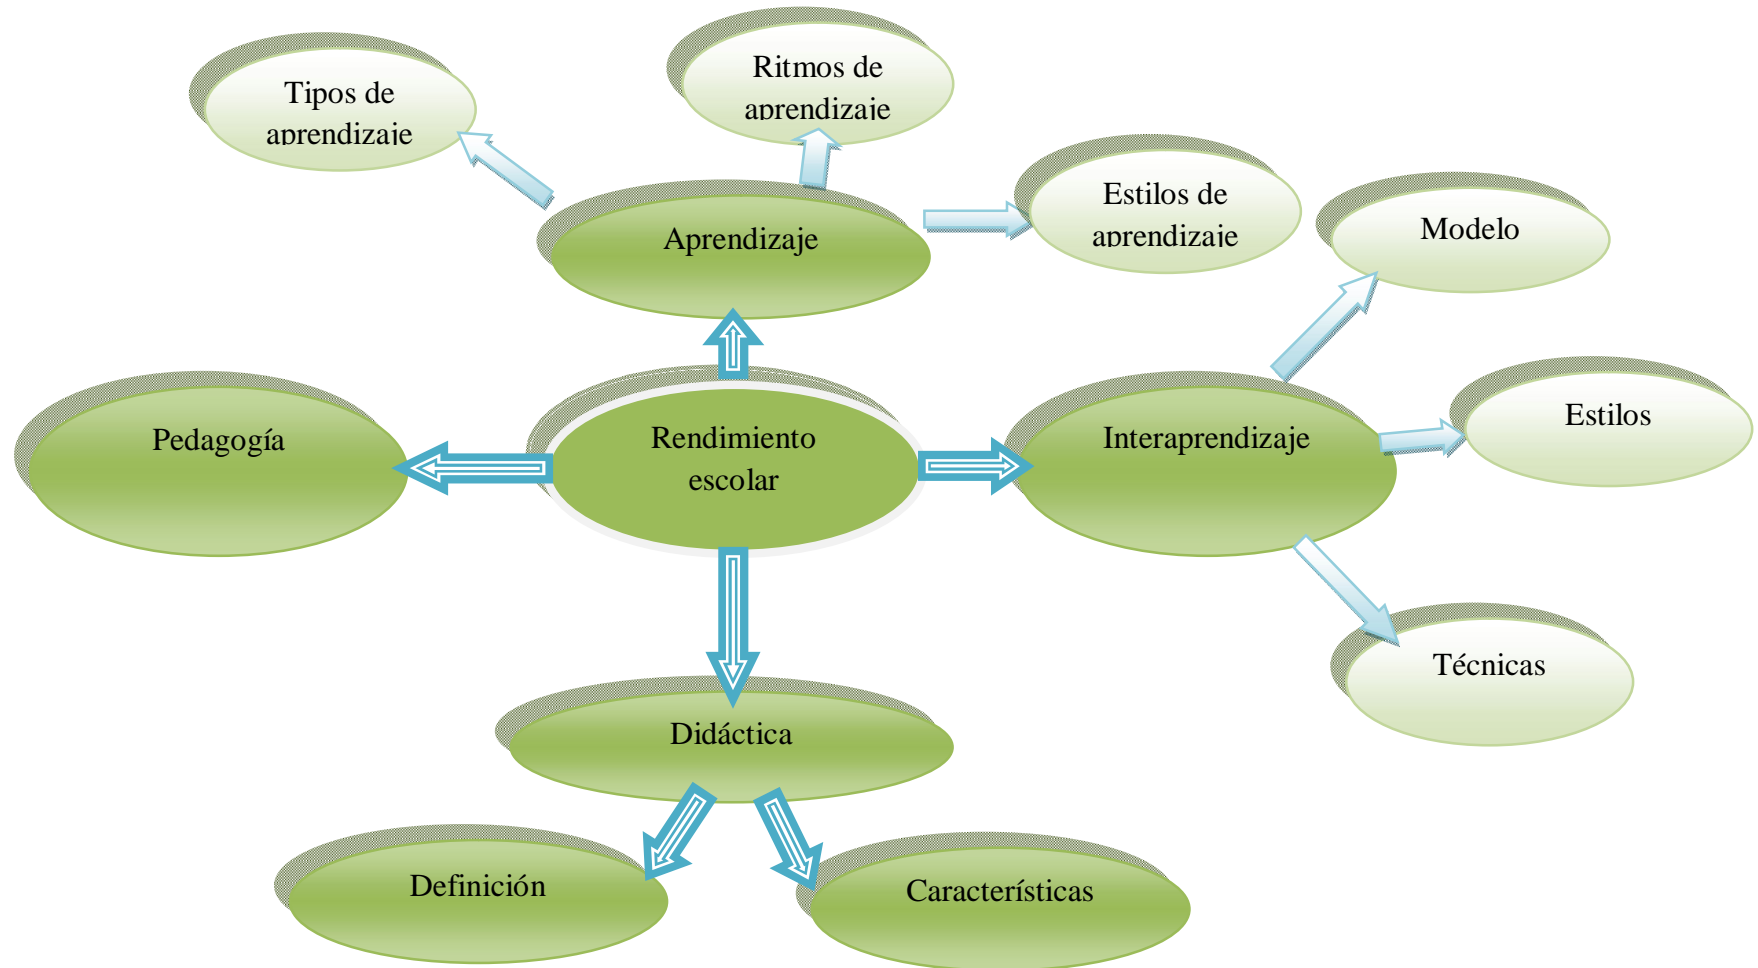 Ritmos de
aprendizaje
Tipos de
aprendizaje
Estilos de
aprendizaje
Aprendizaje
Modelo
Pedagogía
Rendimiento
escolar
Interaprendizaje
Estilos
Técnicas
Didáctica
Definición
Característícas